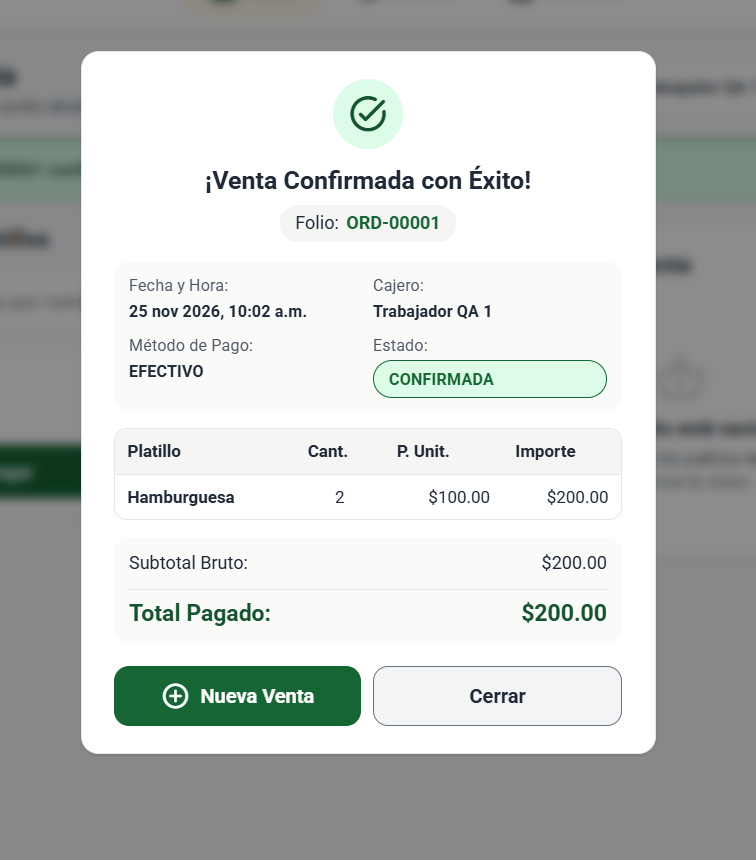 ¡Venta Confirmada con Éxito!
Folio: ORD-00001
Fecha y Hora:
25 nov 2026, 10:02 a.m.
Cajero:
Trabajador QA 1
Método de Pago:
EFECTIVO
Estado:
CONFIRMADA
Platillo Cant. P. Unit. Importe
Hamburguesa 2 $100.00 $200.00
Subtotal Bruto: $200.00
Total Pagado: $200.00
Nueva Venta
Cerrar